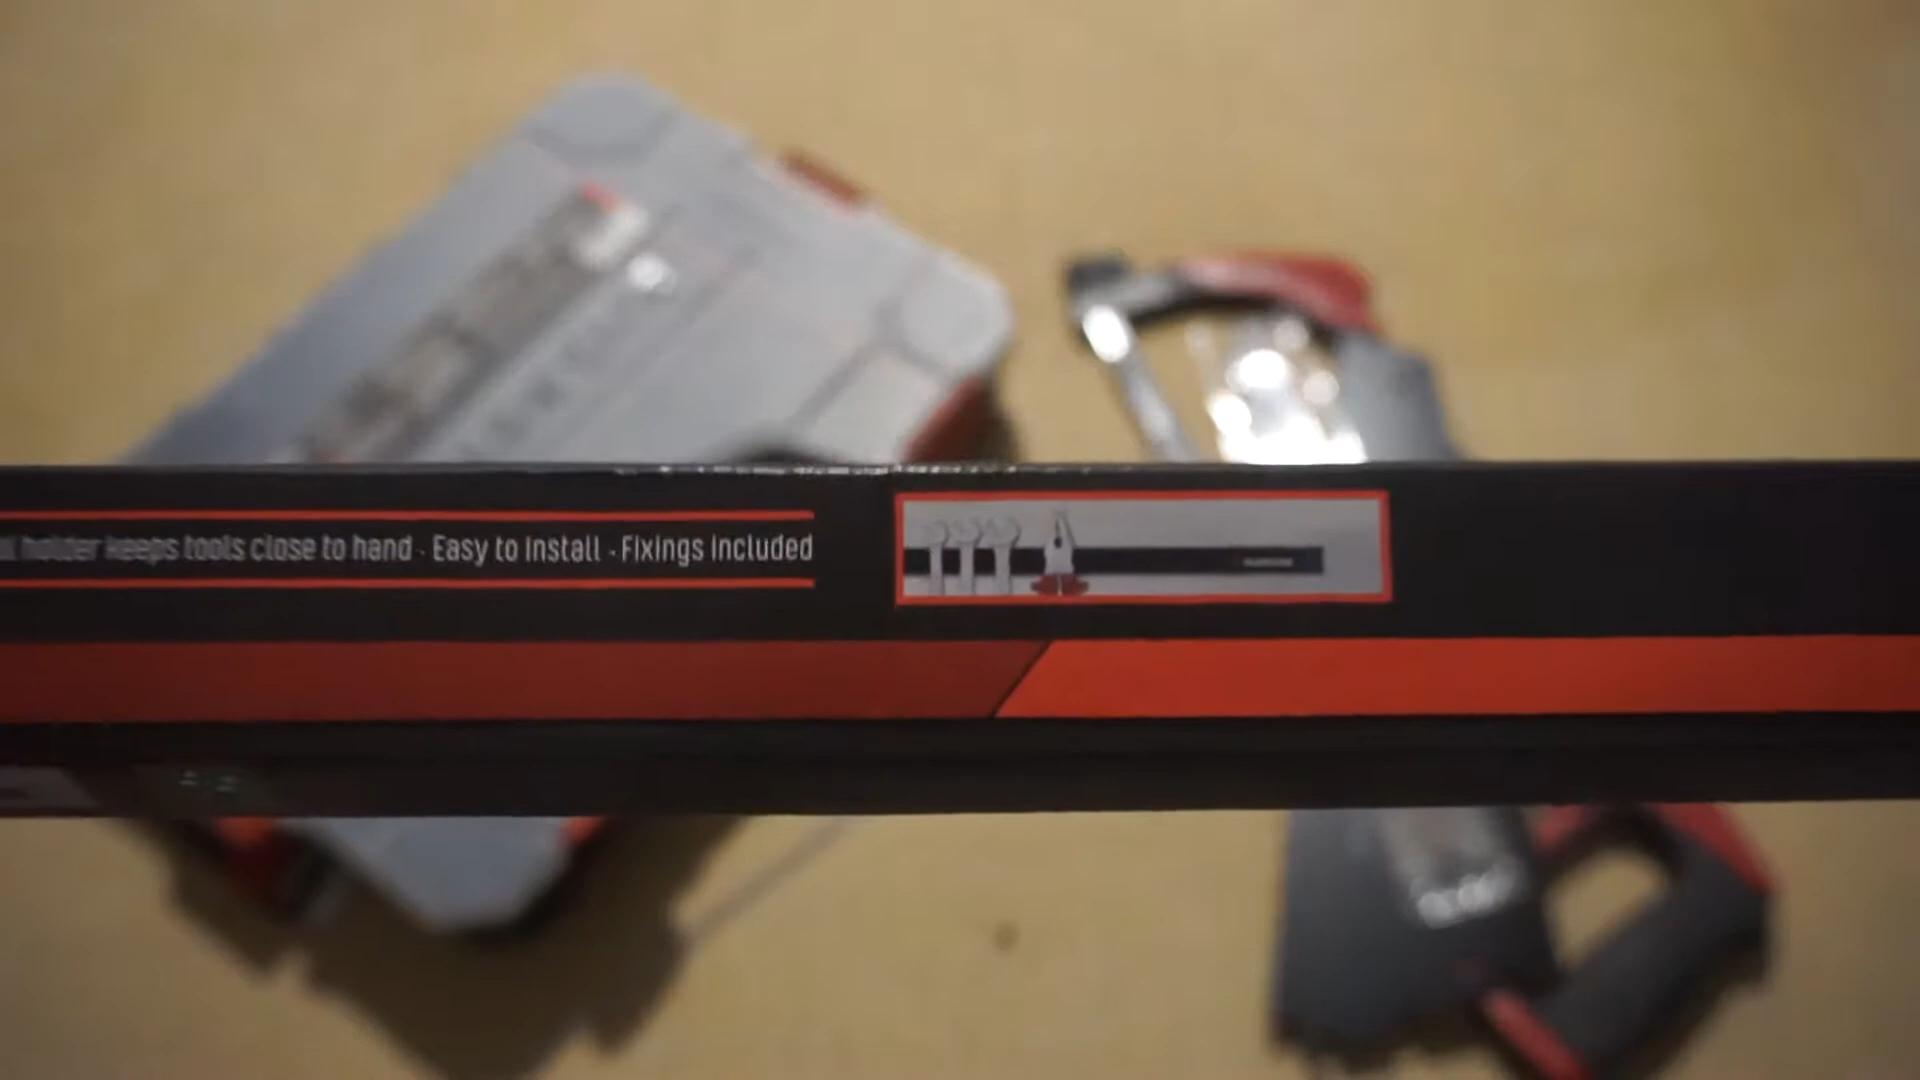 holder keeps tools close to hand · Easy to install · Fixings included